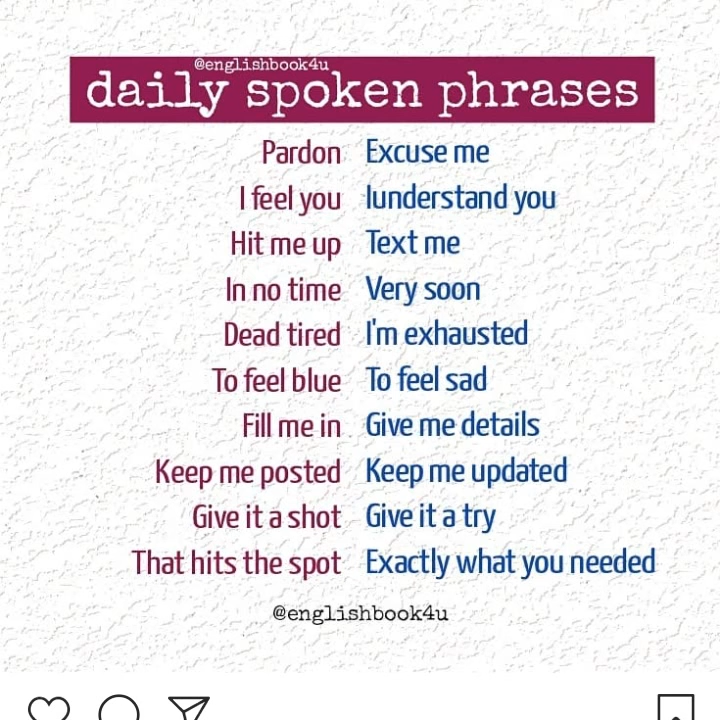 @englishbook4u
daily spoken phrases
Pardon Excuse me
I feel you Iunderstand you
Hit me up Text me
In no time Very soon
Dead tired I'm exhausted
To feel blue To feel sad
Fill me in Give me details
Keep me posted Keep me updated
Give it a shot Give it a try
That hits the spot Exactly what you needed
@englishbook4u